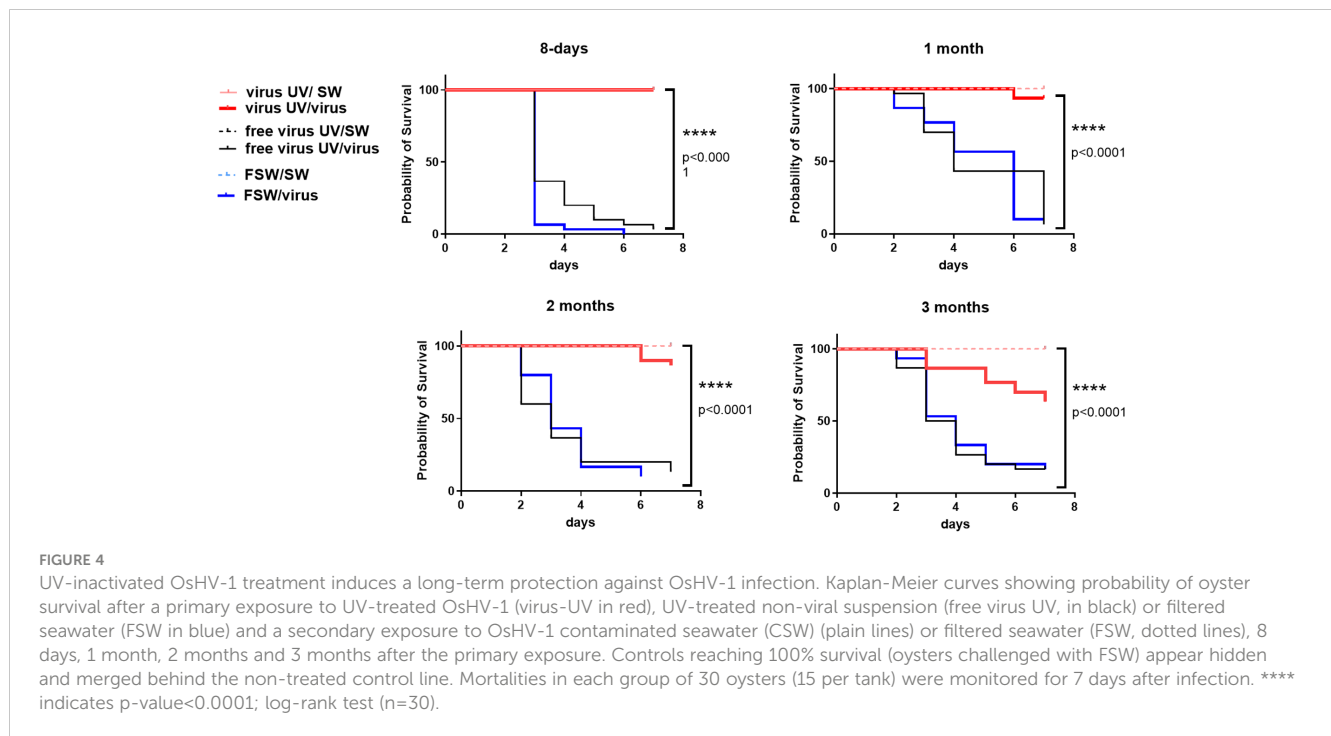 8-days
1 month
virus UV/ SW
virus UV/virus
free virus UV/SW
free virus UV/virus
FSW/SW
FSW/virus
Probability of Survival
100
50
0
0 2 4 6 8
days
****
p<0.000
1
Probability of Survival
100
50
0
0 2 4 6 8
days
****
p<0.0001
2 months
3 months
Probability of Survival
100
50
0
0 2 4 6 8
days
****
p<0.0001
Probability of Survival
100
50
0
0 2 4 6 8
days
****
p<0.0001
FIGURE 4
UV-inactivated OsHV-1 treatment induces a long-term protection against OsHV-1 infection. Kaplan-Meier curves showing probability of oyster
survival after a primary exposure to UV-treated OsHV-1 (virus-UV in red), UV-treated non-viral suspension (free virus UV, in black) or filtered
seawater (FSW in blue) and a secondary exposure to OsHV-1 contaminated seawater (CSW) (plain lines) or filtered seawater (FSW, dotted lines), 8
days, 1 month, 2 months and 3 months after the primary exposure. Controls reaching 100% survival (oysters challenged with FSW) appear hidden
and merged behind the non-treated control line. Mortalities in each group of 30 oysters (15 per tank) were monitored for 7 days after infection. ****
indicates p-value<0.0001; log-rank test (n=30).